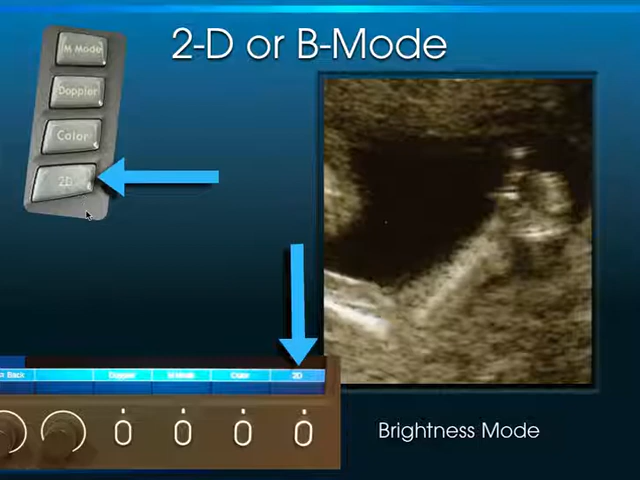 2-D or B-Mode
M Mode
Doppler
Color
2D
Back
Doppler
M Mode
Color
2D
Brightness Mode